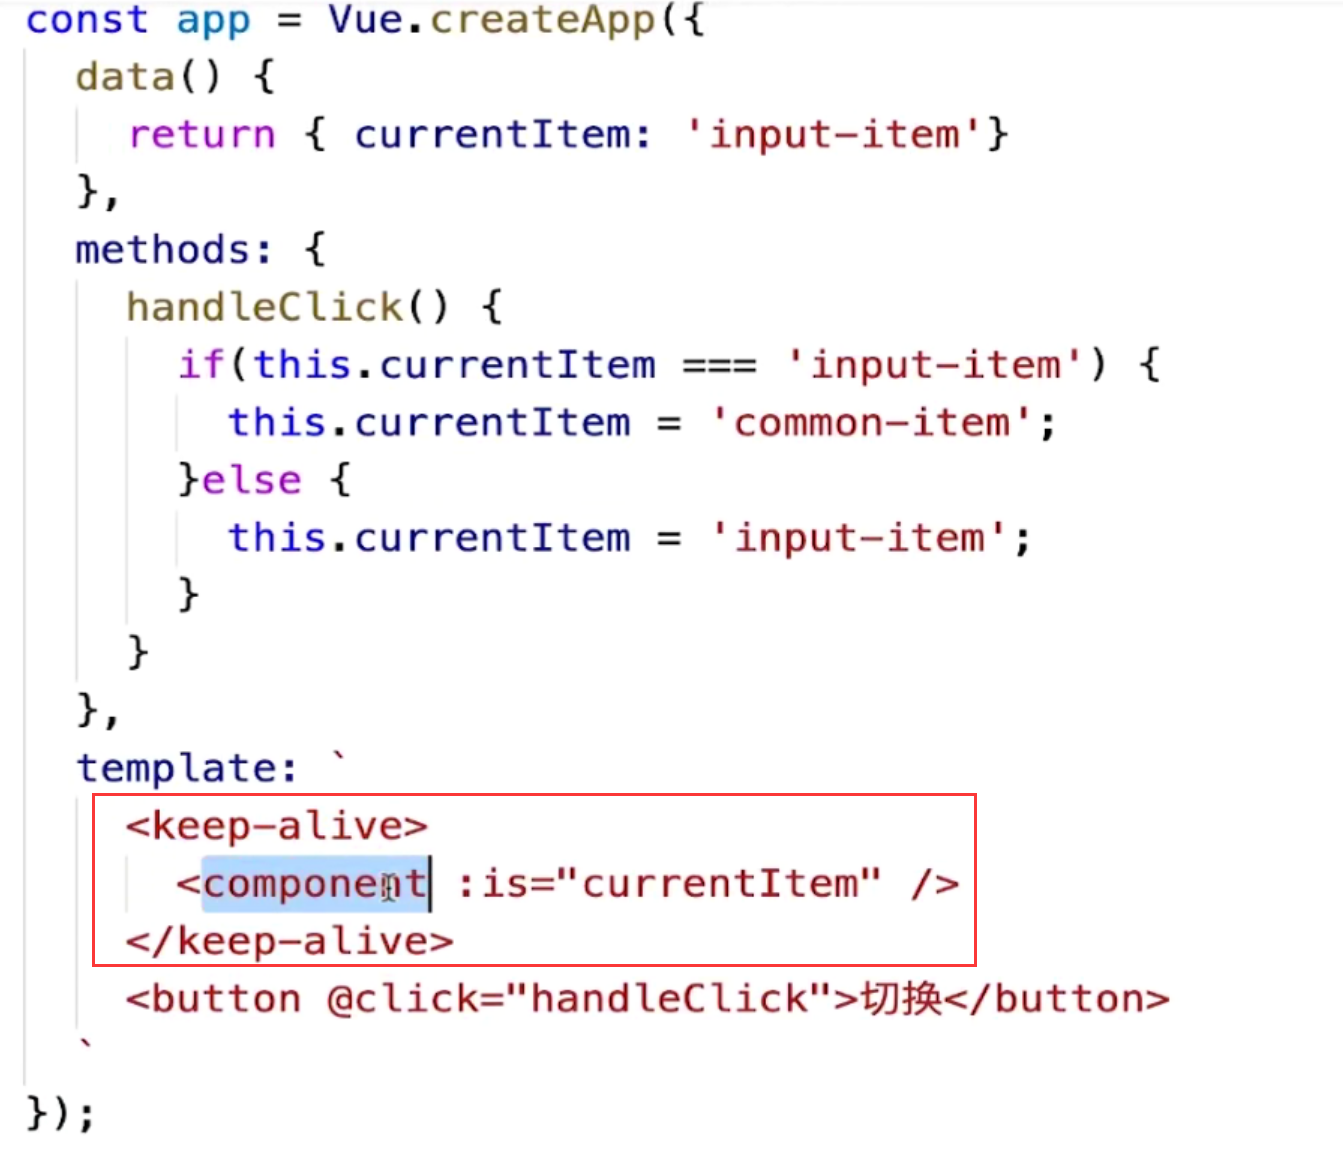 const app = Vue.createApp({
data() {
return { currentItem: 'input-item'}
},
methods: {
handleClick() {
if(this.currentItem === 'input-item') {
this.currentItem = 'common-item';
}else {
this.currentItem = 'input-item';
}
}
},
template: `
<keep-alive>
<component :is="currentItem" />
</keep-alive>
<button @click="handleClick">切换</button>
`
});